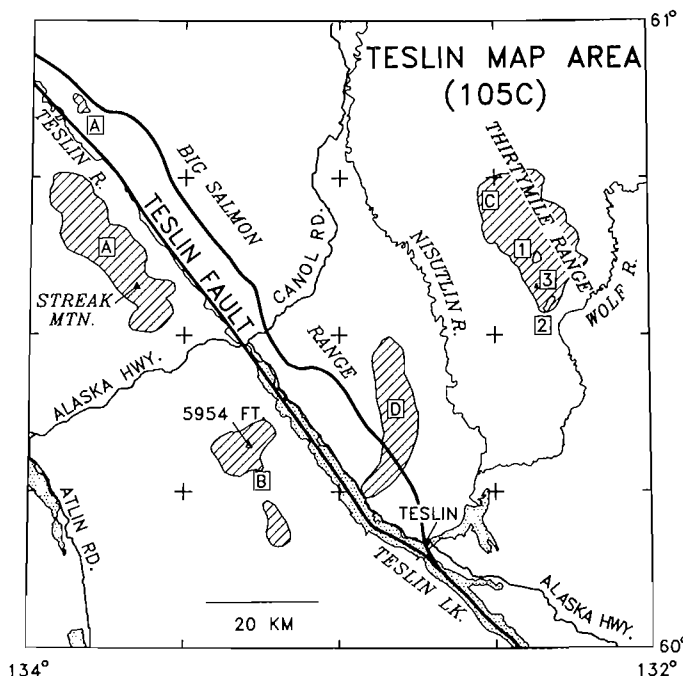 61°
TESLIN MAP AREA
(105C)
A
TESLIN R.
BIG SALMON
THIRTYMILE RANGE
C
TESLIN FAULT
CANOL RD.
A
1
NISUTLIN R.
3
STREAK
MTN.
WOLF R.
2
RANGE
ALASKA HWY.
D
5954 FT.
B
ATLIN RD.
TESLIN
TESLIN LK.
ALASKA HWY.
20 KM
60°
134°
132°